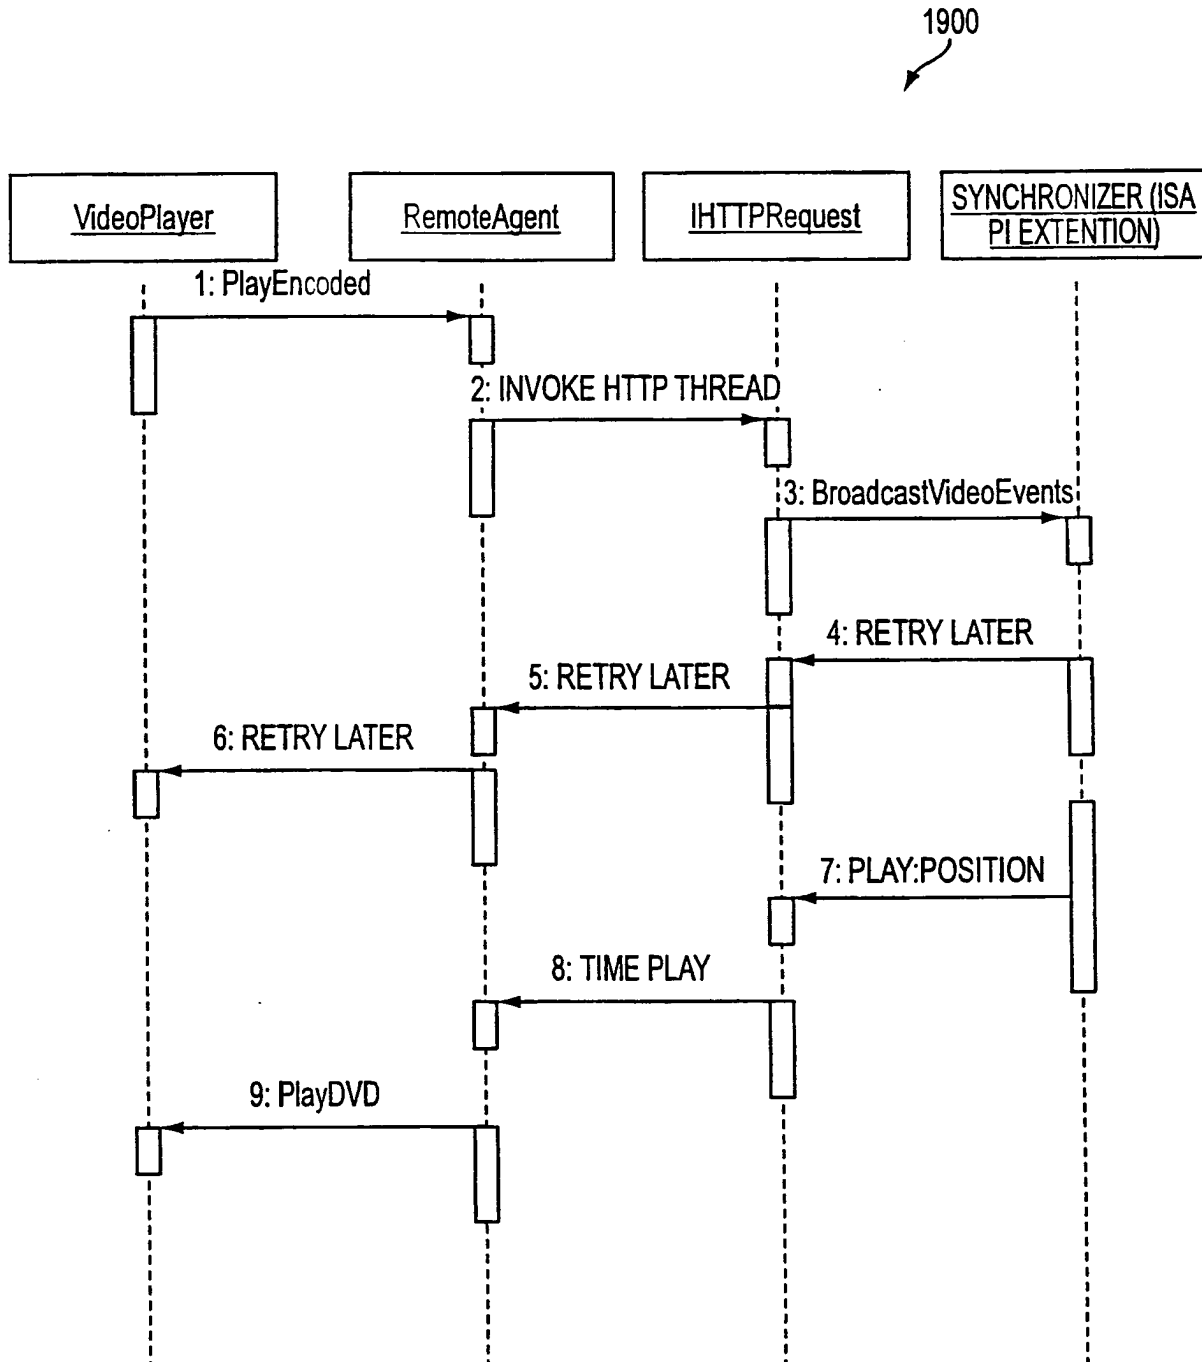 1900
VideoPlayer
RemoteAgent
IHTTPRequest
SYNCHRONIZER (ISA
PI EXTENTION)
1: PlayEncoded
2: INVOKE HTTP THREAD
3: BroadcastVideoEvents
4: RETRY LATER
5: RETRY LATER
6: RETRY LATER
7: PLAY:POSITION
8: TIME PLAY
9: PlayDVD